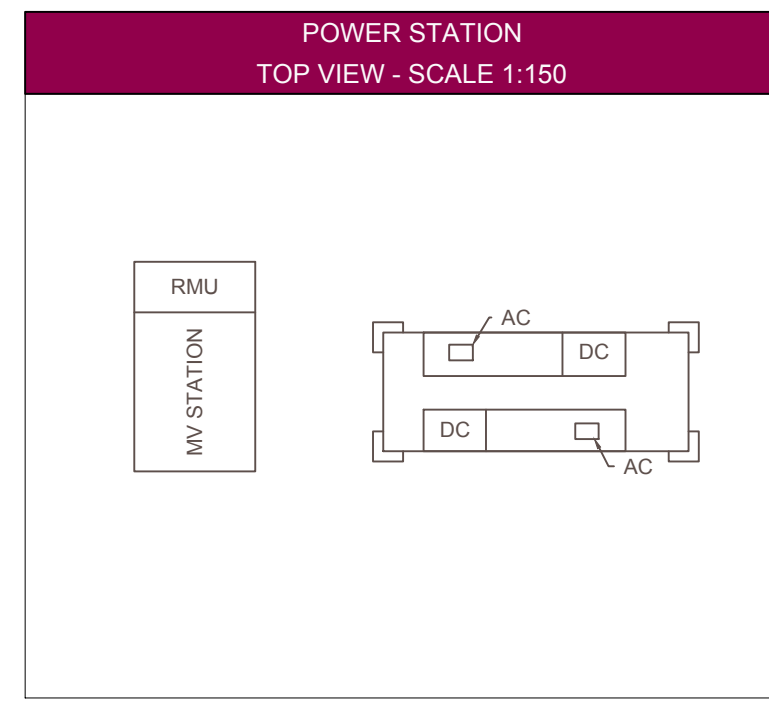 POWER STATION
TOP VIEW - SCALE 1:150
RMU
MV STATION
AC
DC
DC
AC